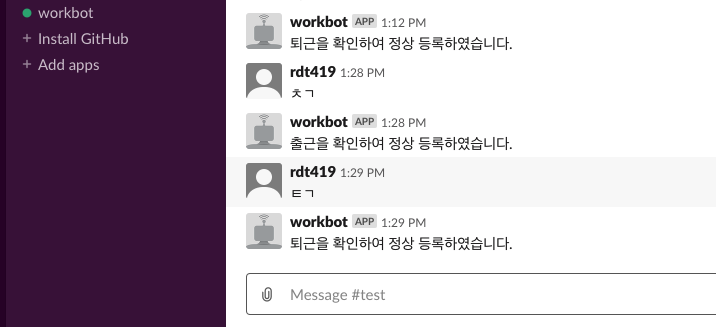 workbot
+ Install GitHub
+ Add apps
workbot APP 1:12 PM
퇴근을 확인하여 정상 등록하였습니다.
rdt419 1:28 PM
ㅊㄱ
workbot APP 1:28 PM
출근을 확인하여 정상 등록하였습니다.
rdt419 1:29 PM
ㅌㄱ
workbot APP 1:29 PM
퇴근을 확인하여 정상 등록하였습니다.
Message #test